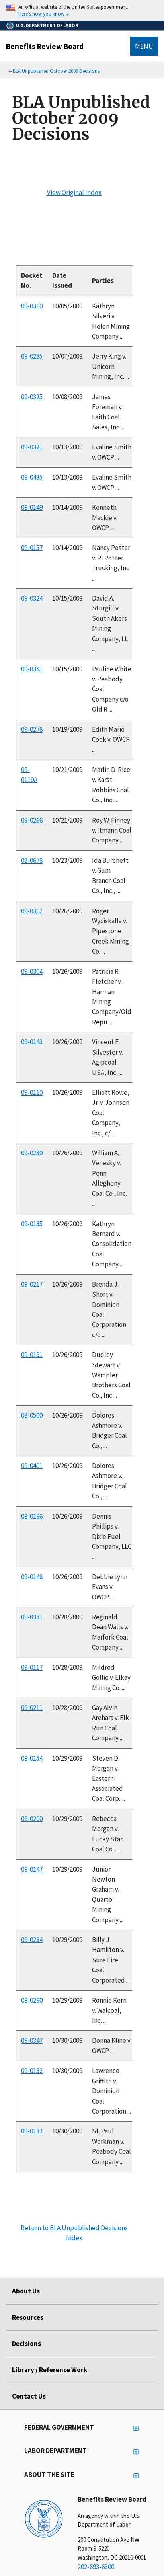 An official website of the United States government.
Here's how you know
U.S. DEPARTMENT OF LABOR
Benefits Review Board
MENU
BLA Unpublished October 2009 Decisions
BLA Unpublished
October 2009
Decisions
View Original Index
Docket No. Date Issued Parties
09-0310 10/05/2009 Kathryn Silveri v. Helen Mining Company ...
09-0285 10/07/2009 Jerry King v. Unicorn Mining, Inc. ...
09-0325 10/08/2009 James Foreman v. Faith Coal Sales, Inc. ...
09-0321 10/13/2009 Evaline Smith v. OWCP ...
09-0435 10/13/2009 Evaline Smith v. OWCP ...
09-0149 10/14/2009 Kenneth Mackie v. OWCP ...
09-0157 10/14/2009 Nancy Potter v. RI Potter Trucking, Inc ...
09-0324 10/15/2009 David A. Sturgill v. South Akers Mining Company, LL ...
09-0341 10/15/2009 Pauline White v. Peabody Coal Company c/o Old R ...
09-0278 10/19/2009 Edith Marie Cook v. OWCP ...
09-0119A 10/21/2009 Marlin D. Rice v. Karst Robbins Coal Co., Inc ...
09-0266 10/21/2009 Roy W. Finney v. Itmann Coal Company ...
08-0678 10/23/2009 Ida Burchett v. Gum Branch Coal Co., Inc., ...
09-0362 10/26/2009 Roger Wyciskalla v. Pipestone Creek Mining Co. ...
09-0304 10/26/2009 Patricia R. Fletcher v. Harman Mining Company/Old Repu ...
09-0143 10/26/2009 Vincent F. Silvester v. Agipcoal USA, Inc. ...
09-0110 10/26/2009 Elliott Rowe, Jr. v. Johnson Coal Company, Inc., c/ ...
09-0230 10/26/2009 William A. Venesky v. Penn Allegheny Coal Co., Inc. ...
09-0135 10/26/2009 Kathryn Bernard v. Consolidation Coal Company ...
09-0217 10/26/2009 Brenda J. Short v. Dominion Coal Corporation c/o ...
09-0191 10/26/2009 Dudley Stewart v. Wampler Brothers Coal Co., Inc ...
08-0500 10/26/2009 Dolores Ashmore v. Bridger Coal Co., ...
09-0401 10/26/2009 Dolores Ashmore v. Bridger Coal Co., ...
09-0196 10/26/2009 Dennis Phillips v. Dixie Fuel Company, LLC ...
09-0148 10/26/2009 Debbie Lynn Evans v. OWCP ...
09-0331 10/28/2009 Reginald Dean Walls v. Marfork Coal Company ...
09-0117 10/28/2009 Mildred Gollie v. Elkay Mining Co. ...
09-0211 10/28/2009 Gay Alvin Arehart v. Elk Run Coal Company ...
09-0154 10/29/2009 Steven D. Morgan v. Eastern Associated Coal Corp. ...
09-0200 10/29/2009 Rebecca Morgan v. Lucky Star Coal Co. ...
09-0147 10/29/2009 Junior Newton Graham v. Quarto Mining Company ...
09-0234 10/29/2009 Billy J. Hamilton v. Sure Fire Coal Corporated ...
09-0290 10/29/2009 Ronnie Kern v. Walcoal, Inc. ...
09-0347 10/30/2009 Donna Kline v. OWCP ...
09-0132 10/30/2009 Lawrence Griffith v. Dominion Coal Corporation ...
09-0133 10/30/2009 St. Paul Workman v. Peabody Coal Company ...
Return to BLA Unpublished Decisions
Index
About Us
Resources
Decisions
Library / Reference Work
Contact Us
FEDERAL GOVERNMENT
LABOR DEPARTMENT
ABOUT THE SITE
Benefits Review Board
An agency within the U.S.
Department of Labor
200 Constitution Ave NW
Room S-5220
Washington, DC 20210-0001
202-693-6300